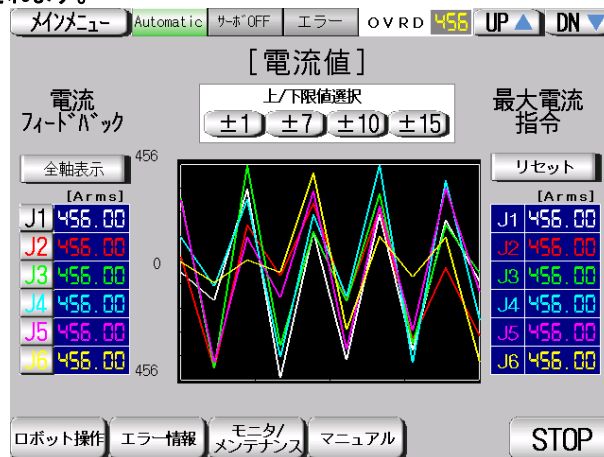 メインメニュー Automatic サーボOFF エラー OVRD 456 UP▲ DN▼
[電流値]
電流
フィードバック
上/下限値選択
±1 ±7 ±10 ±15
最大電流
指令
全軸表示
456
リセット
[Arms]
[Arms]
J1 456.00
J1 456.00
J2 456.00
J2 456.00
J3 456.00
0
J3 456.00
J4 456.00
J4 456.00
J5 456.00
J5 456.00
J6 456.00
456
J6 456.00
ロボット操作 エラー情報 モニタ/
メンテナンス マニュアル STOP